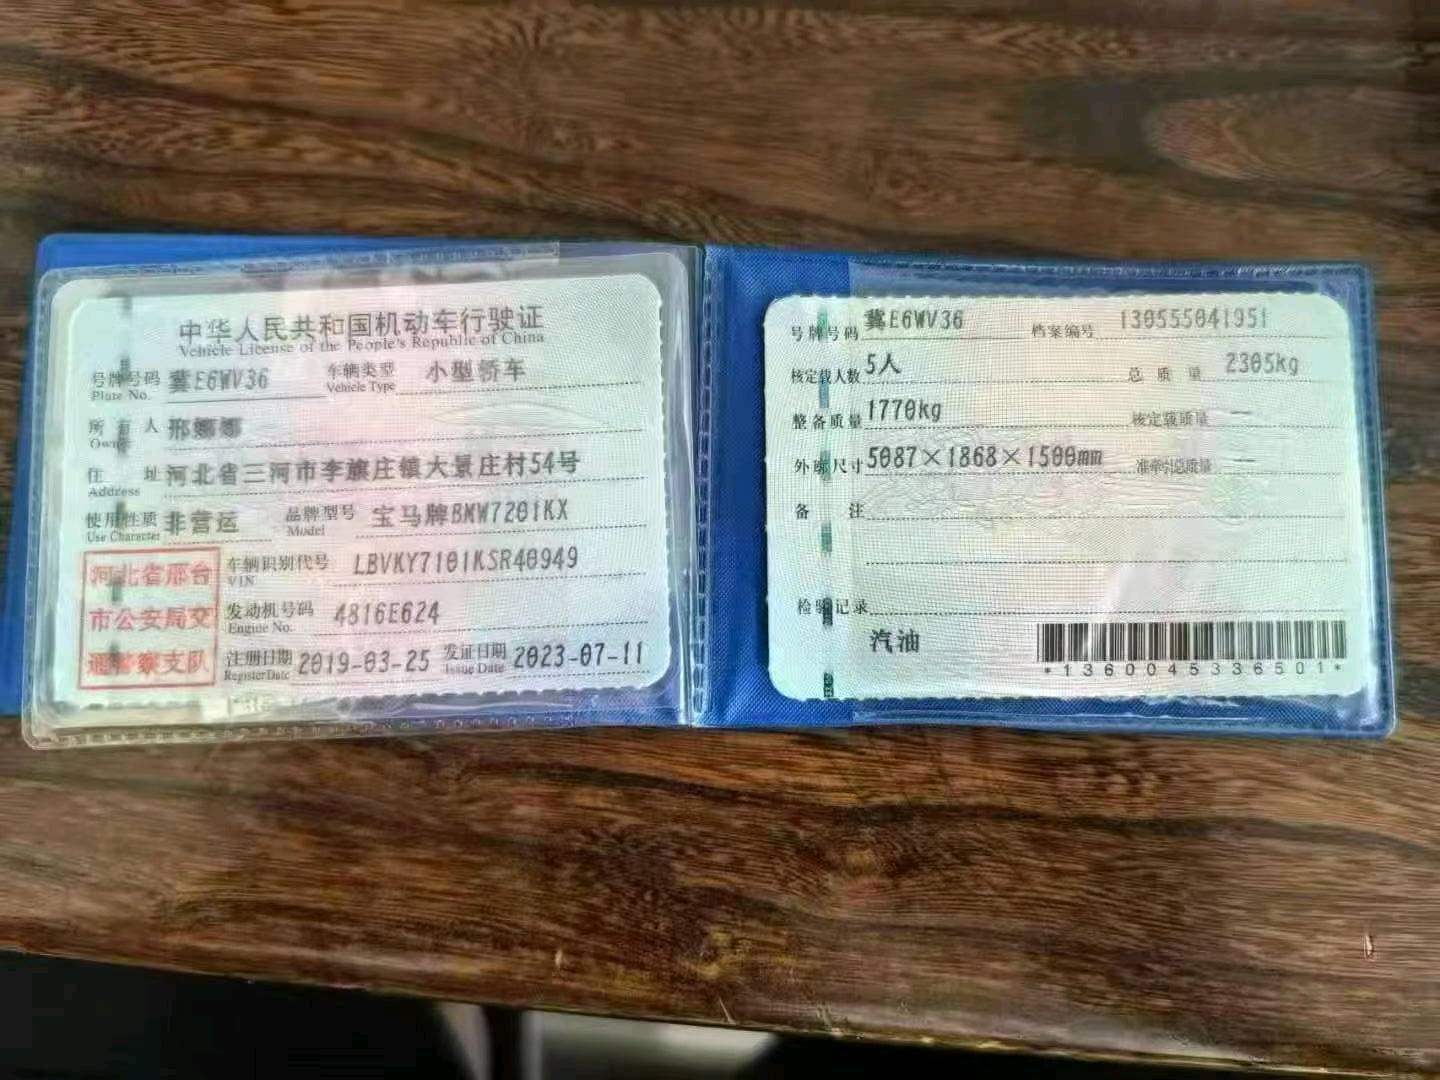 中华人民共和国机动车行驶证
Vehicle License of the People's Republic of China
号牌号码 冀E6WV36 车辆类型 小型轿车
Plate No. Vehicle Type
所有人 邢娜娜
Owner
住址 河北省三河市李旗庄镇大景庄村54号
Address
使用性质 非营运 品牌型号 宝马牌BMW7201KX
Use Character Model
河北省邢台
市公安局交
通警察支队
车辆识别代号 LBVKY7101KSR40949
VIN
发动机号码 4816E624
Engine No.
注册日期 2019-03-25 发证日期 2023-07-11
Register Date Issue Date
号牌号码 冀E6WV36 档案编号 130555041951
核定载人数 5人 总质量 2305kg
整备质量 1770kg 核定载质量 --
外廓尺寸 5087×1868×1500mm 准牵引总质量 --
备注
检验记录
汽油
*1360045336501*